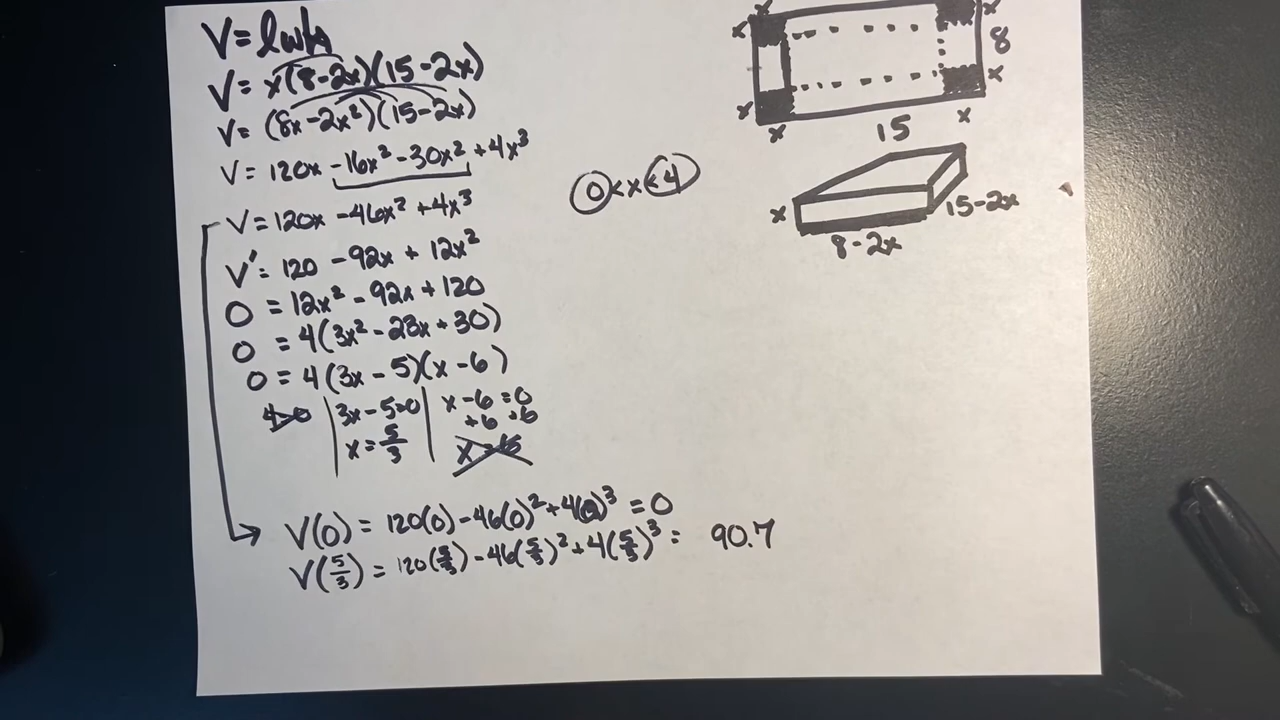 V = lwh
V = x(8-2x)(15-2x)
V = (8x-2x²)(15-2x)
V = 120x -16x² -30x² +4x³
V = 120x -46x² +4x³
V' = 120 -92x + 12x²
0 = 12x² - 92x + 120
0 = 4(3x² - 23x + 30)
0 = 4(3x - 5)(x - 6)
3x - 5=0 | x - 6 = 0
+6 +6
x = 5/3
V(0) = 120(0) - 46(0)² + 4(0)³ = 0
V(5/3) = 120(5/3) - 46(5/3)² + 4(5/3)³ = 90.7
0 < x < 4
x x
x
8
x x
x x
15
x
15-2x
8-2x